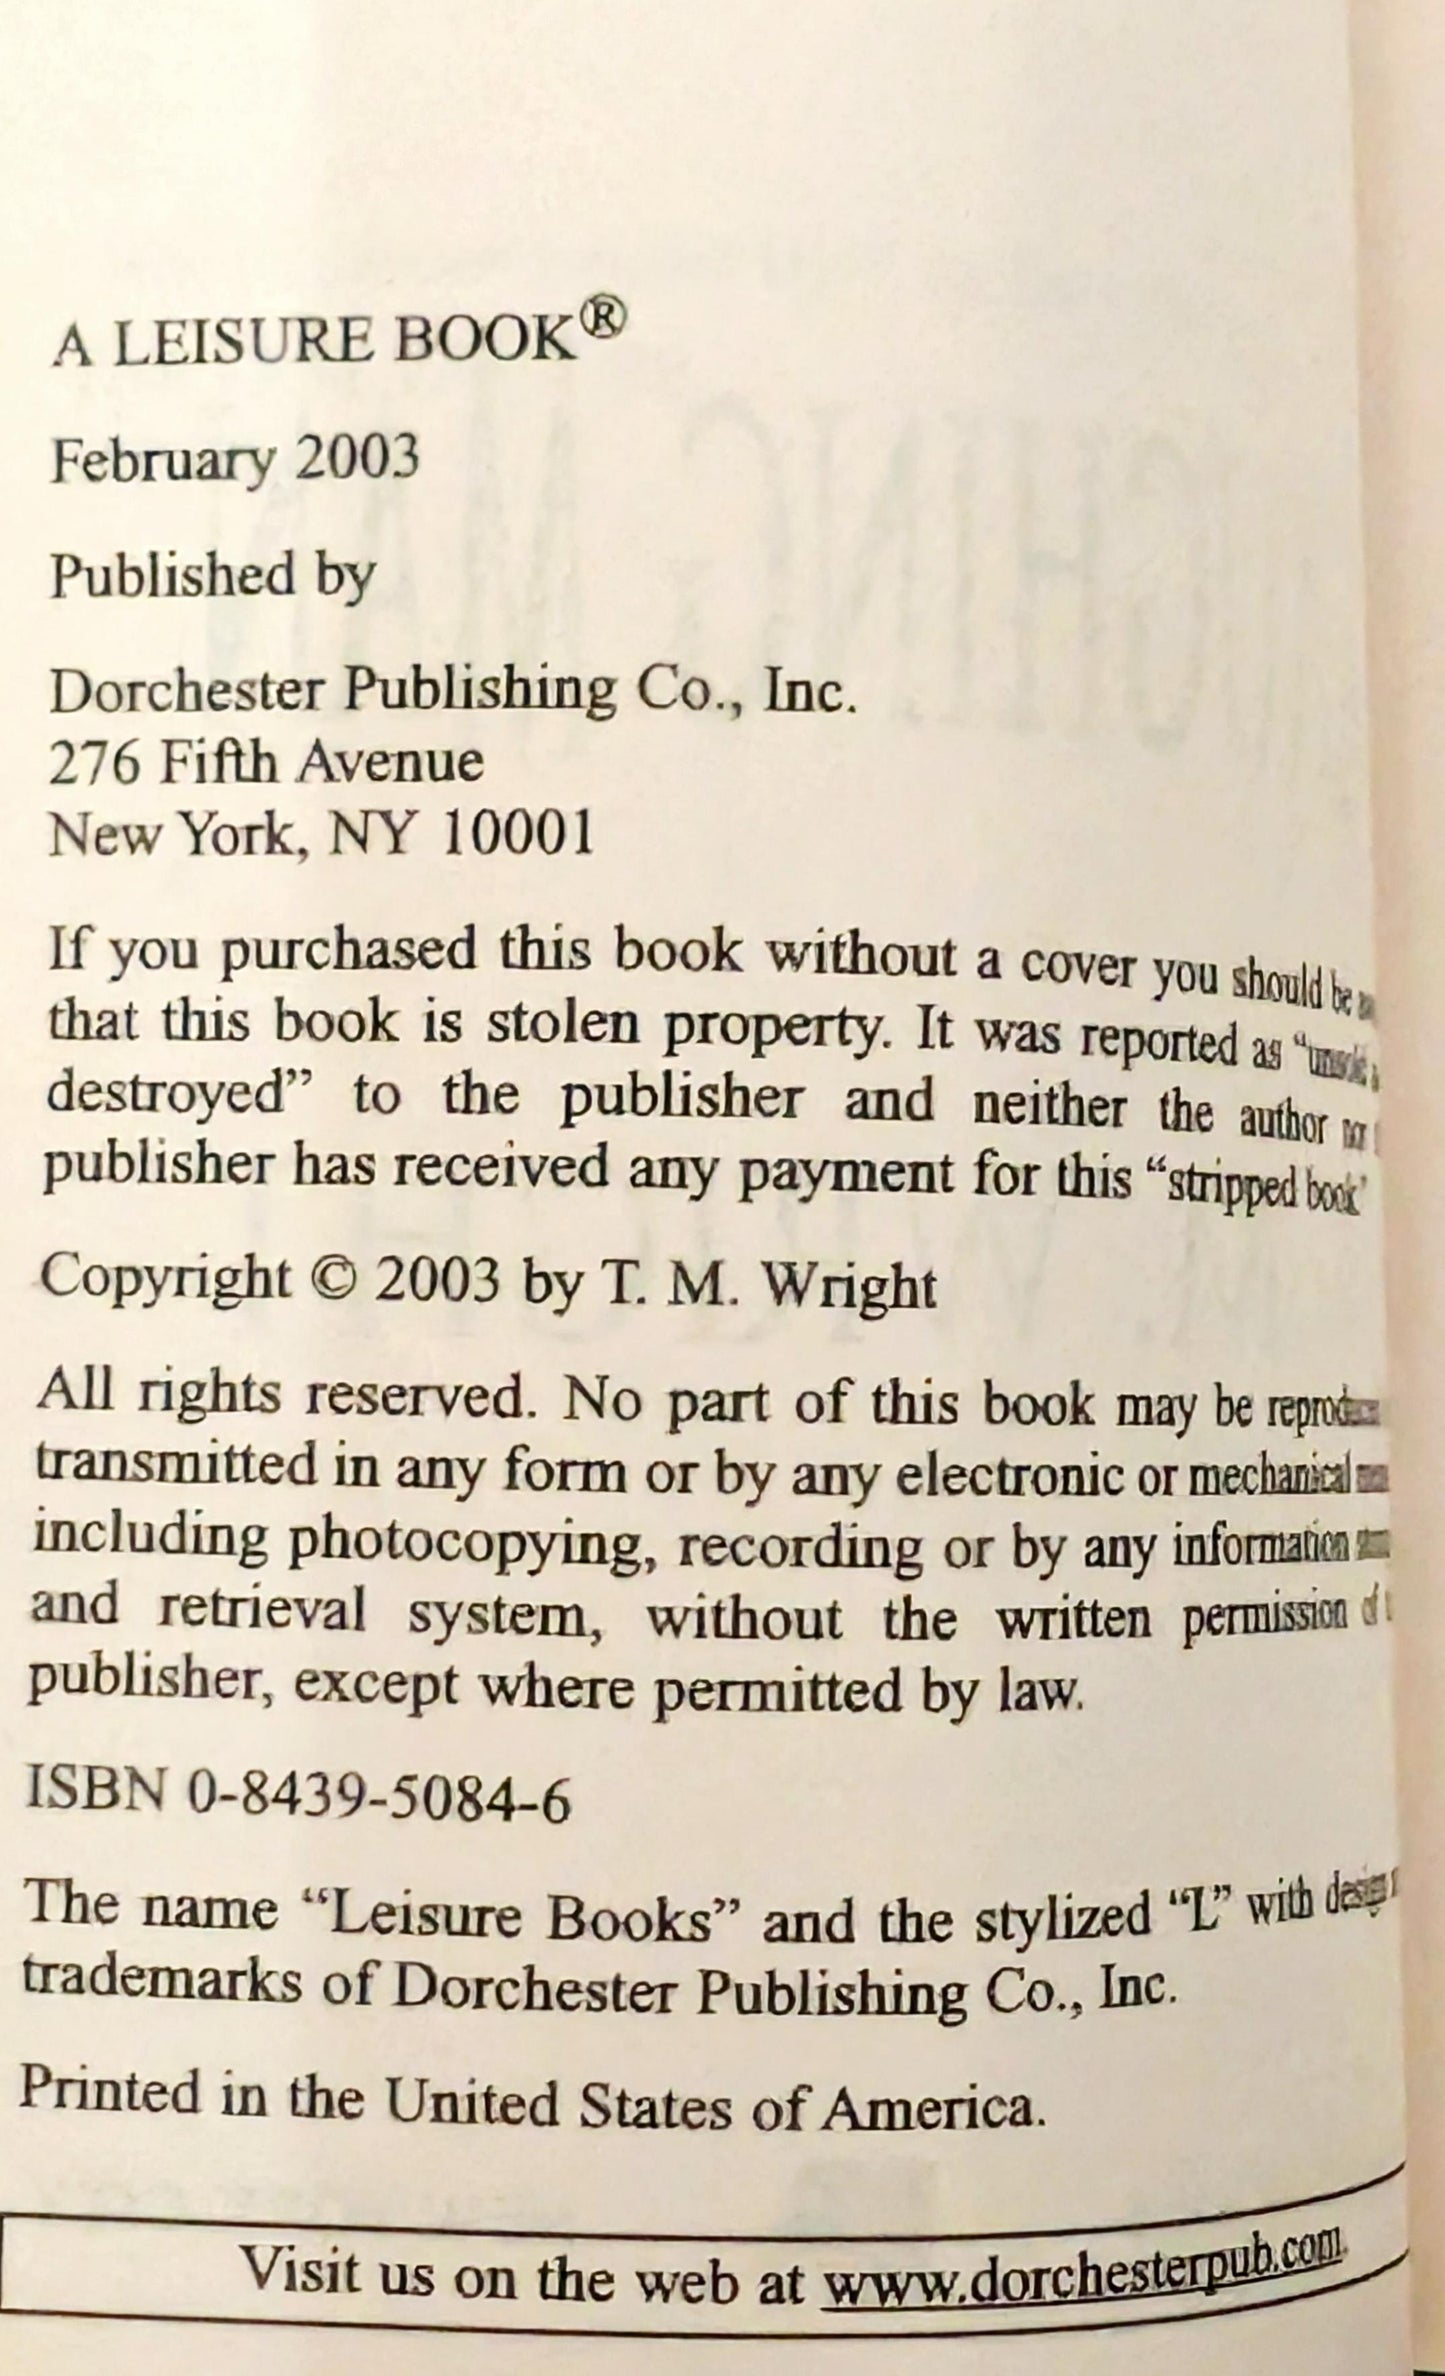 A LEISURE BOOK®
February 2003
Published by
Dorchester Publishing Co., Inc.
276 Fifth Avenue
New York, NY 10001
If you purchased this book without a cover you should be
that this book is stolen property. It was reported as “unsold
destroyed” to the publisher and neither the author nor
publisher has received any payment for this “stripped book”
Copyright © 2003 by T. M. Wright
All rights reserved. No part of this book may be
transmitted in any form or by any electronic or mechanical
including photocopying, recording or by any information
and retrieval system, without the written permission of
publisher, except where permitted by law.
ISBN 0-8439-5084-6
The name “Leisure Books” and the stylized “L” with design
trademarks of Dorchester Publishing Co., Inc.
Printed in the United States of America.
Visit us on the web at www.dorchesterpub.com.